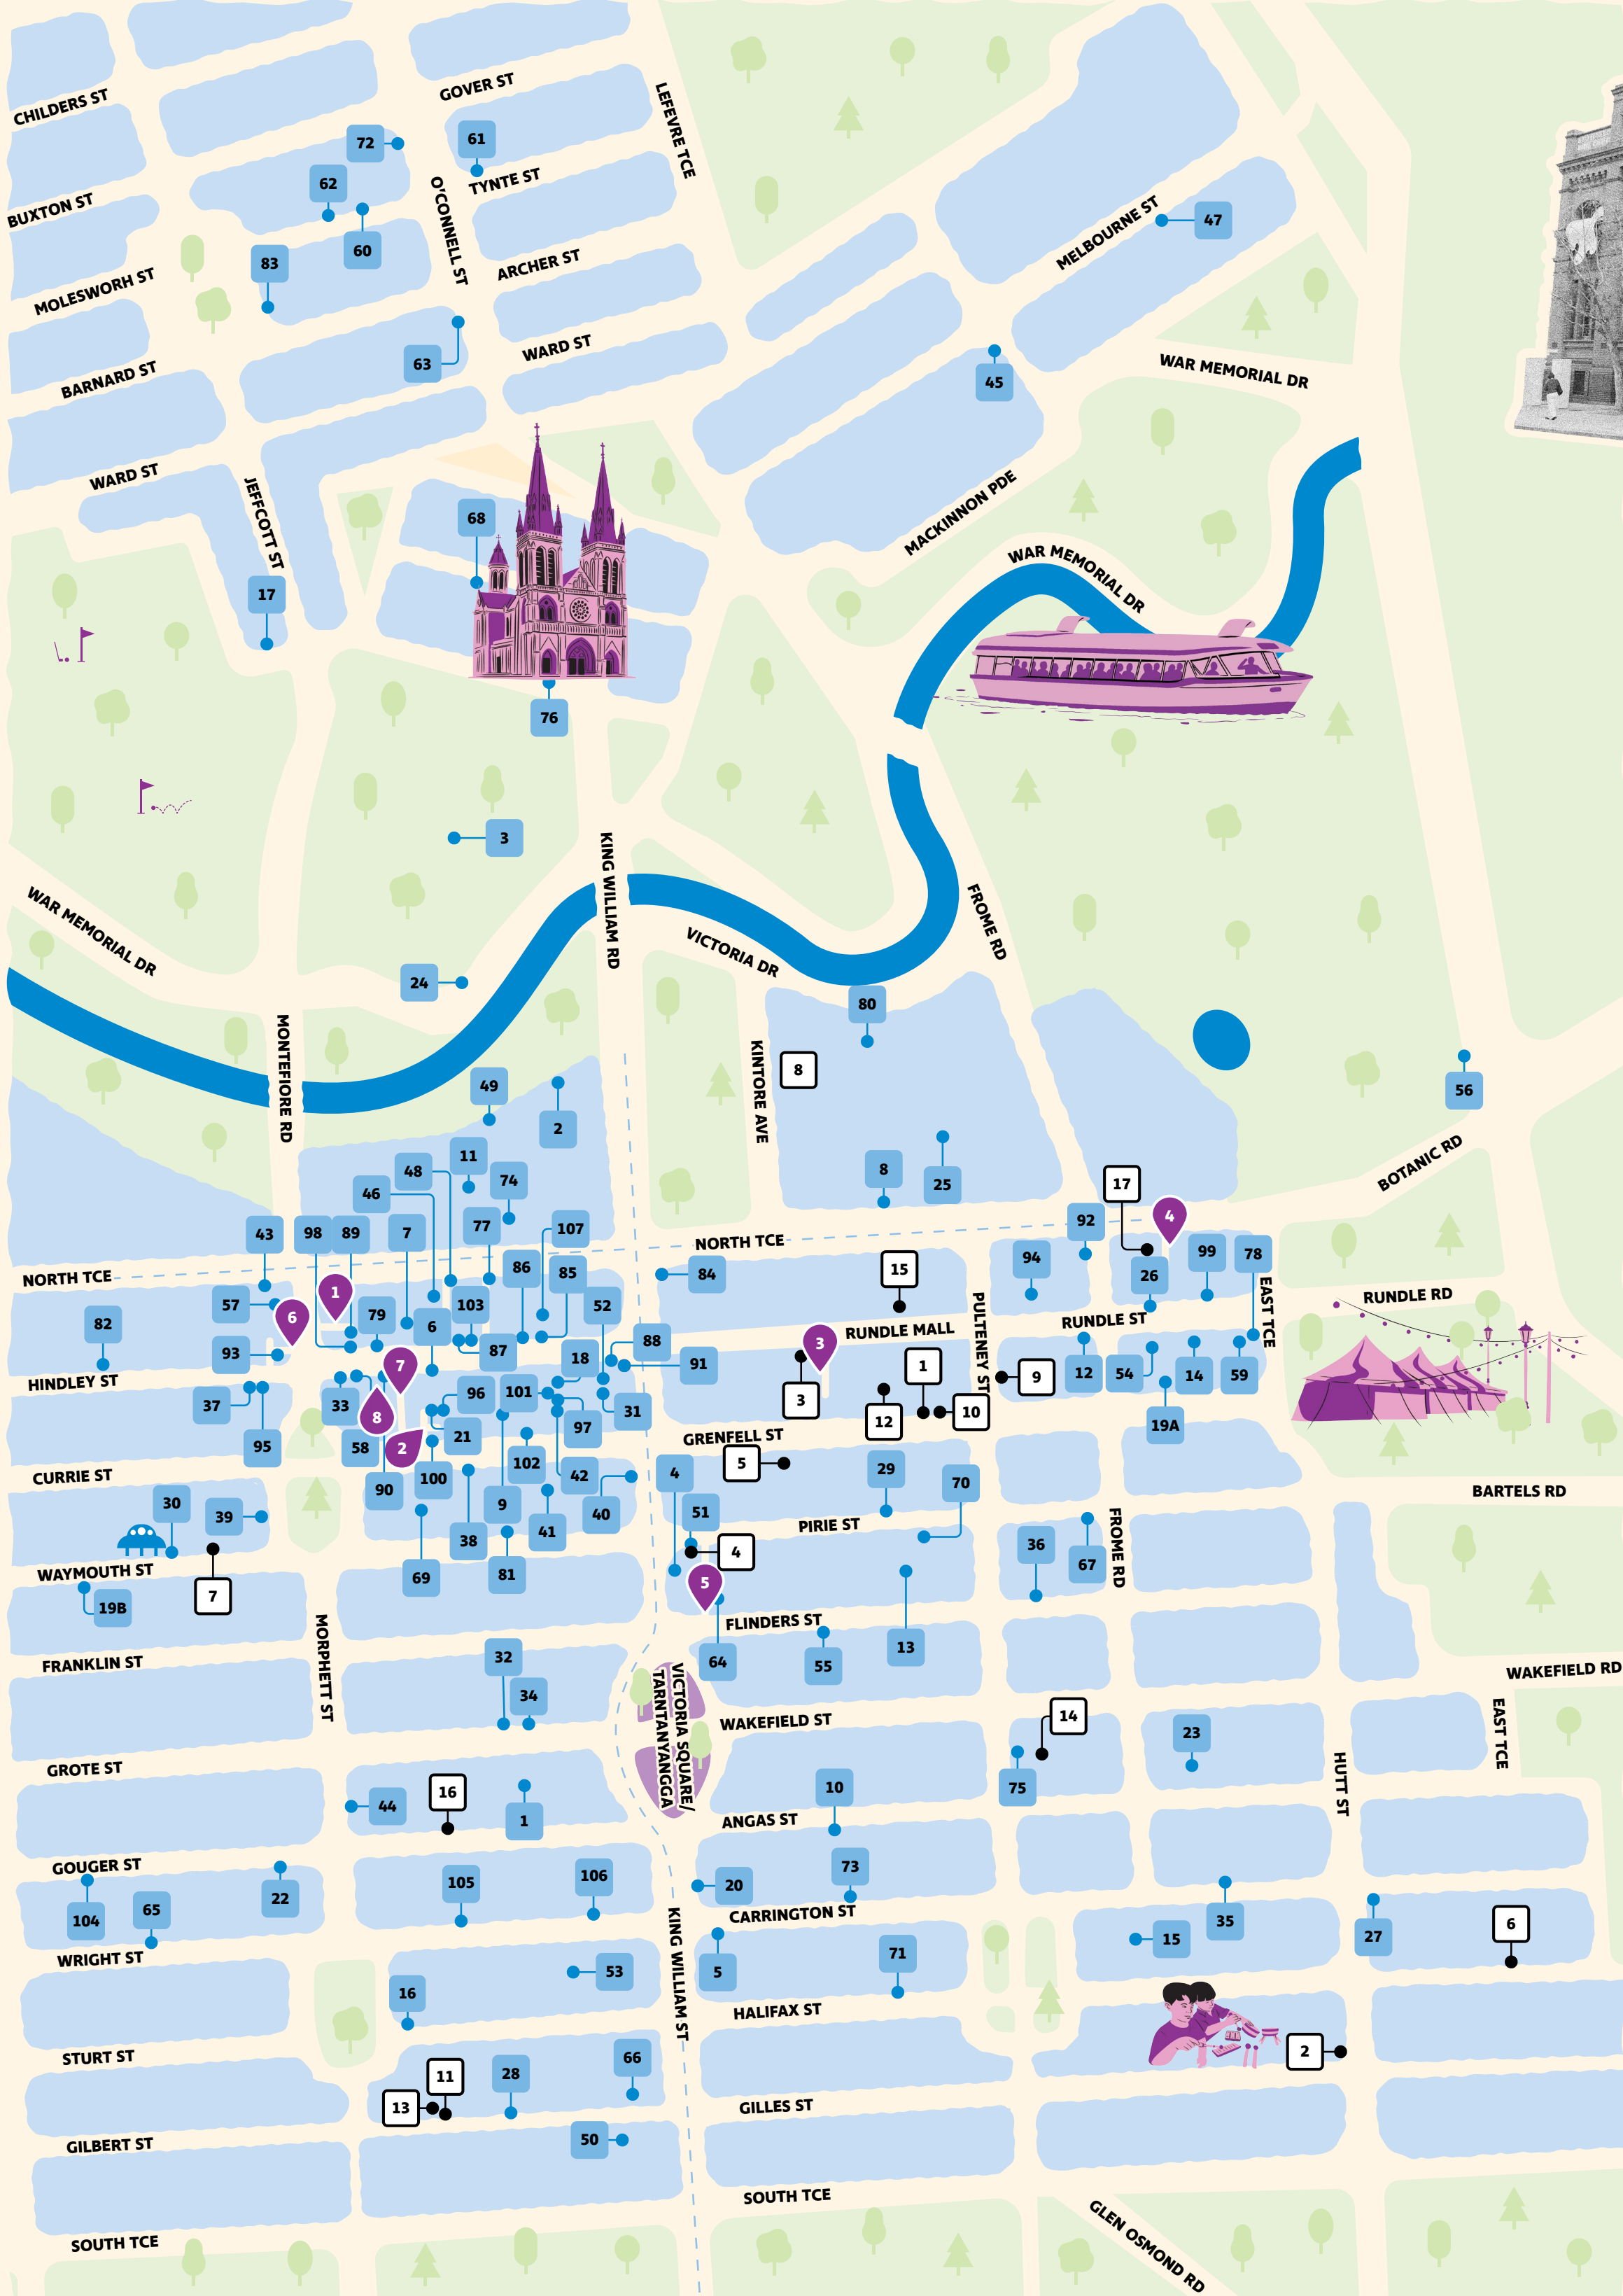 GOVER ST
CHILDERS ST
LEFEVRE TCE
72
61
62
TYNTE ST
O'CONNELL ST
BUXTON ST
60
47
MELBOURNE ST
83
ARCHER ST
MOLESWORH ST
WARD ST
63
BARNARD ST
45
WAR MEMORIAL DR
WARD ST
JEFFCOTT ST
68
MACKINNON PDE
WAR MEMORIAL DR
17
76
3
KING WILLIAM RD
WAR MEMORIAL DR
FROME RD
VICTORIA DR
24
80
MONTEFIORE RD
KINTORE AVE
8
49
56
2
BOTANIC RD
11
48
74
8
25
17
46
43
98
89
7
77
107
92
4
NORTH TCE
94
99
78
NORTH TCE
86
85
84
15
26
57
1
6
79
103
52
EAST TCE
RUNDLE RD
82
6
PULTENEY ST
RUNDLE ST
RUNDLE MALL
93
87
88
3
7
18
91
1
9
12
54
14
59
HINDLEY ST
37
33
96
101
31
3
12
10
8
97
19A
95
58
2
21
GRENFELL ST
CURRIE ST
100
102
42
5
4
29
70
BARTELS RD
90
30
39
9
40
51
PIRIE ST
38
41
4
36
67
FROME RD
WAYMOUTH ST
69
81
5
7
19B
FLINDERS ST
MORPHETT ST
13
FRANKLIN ST
32
64
55
WAKEFIELD RD
34
VICTORIA SQUARE/
TARNTANYANGGA
WAKEFIELD ST
14
23
EAST TCE
GROTE ST
HUTT ST
44
16
1
10
75
ANGAS ST
GOUGER ST
22
105
106
20
73
104
65
CARRINGTON ST
35
27
6
15
WRIGHT ST
KING WILLIAM ST
53
5
71
16
HALIFAX ST
STURT ST
66
2
11
28
13
GILLES ST
GILBERT ST
50
SOUTH TCE
SOUTH TCE
GLEN OSMOND RD